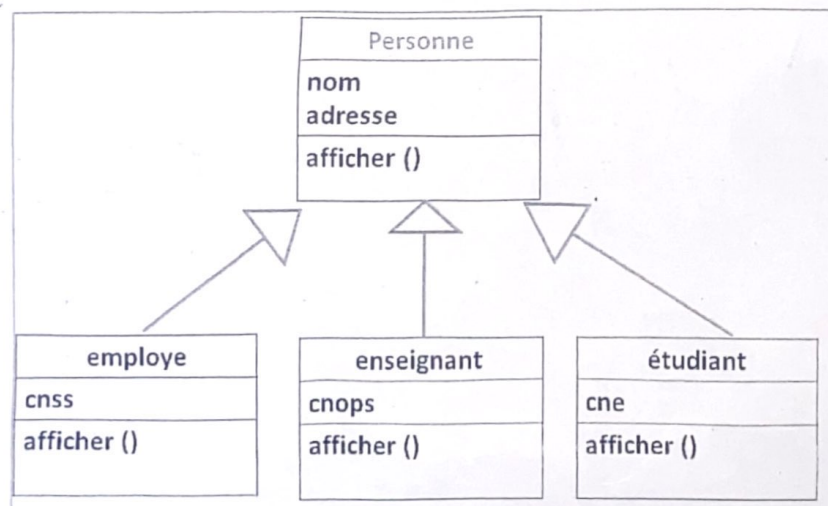 Personne
nom
adresse
afficher ()
employe
cnss
afficher ()
enseignant
cnops
afficher ()
étudiant
cne
afficher ()